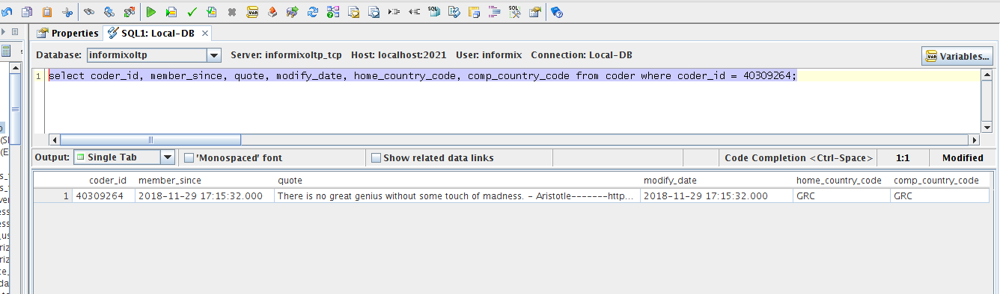 Properties
SQL1: Local-DB
Database: informixoltp Server: informixoltp_tcp Host: localhost:2021 User: informix Connection: Local-DB Variables...
1 select coder_id, member_since, quote, modify_date, home_country_code, comp_country_code from coder where coder_id = 40309264;
Output: Single Tab 'Monospaced' font Show related data links Code Completion <Ctrl-Space> 1:1 Modified
coder_id member_since quote modify_date home_country_code comp_country_code
1 40309264 2018-11-29 17:15:32.000 There is no great genius without some touch of madness. - Aristotle-------http... 2018-11-29 17:15:32.000 GRC GRC